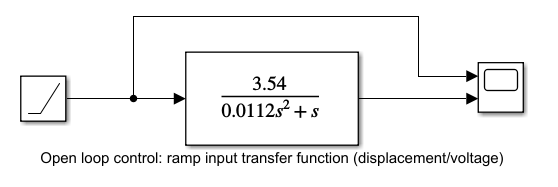 3.54
0.0112s² + s
Open loop control: ramp input transfer function (displacement/voltage)